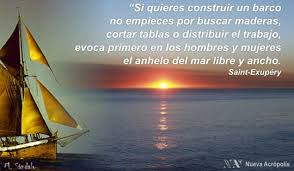 "Si quieres construir un barco
no empieces por buscar maderas,
cortar tablas o distribuir el trabajo,
evoca primero en los hombres y mujeres
el anhelo del mar libre y ancho.
Saint-Exupéry
Nueva Acrópolis